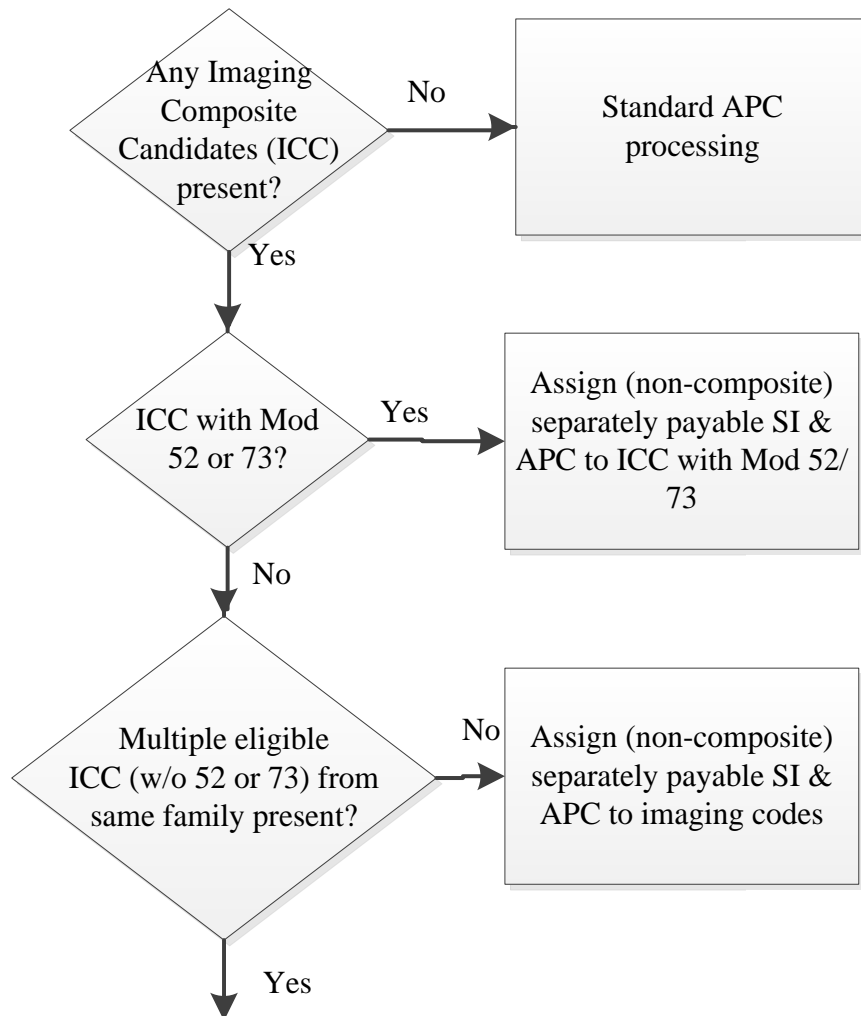 Any Imaging
Composite
Candidates (ICC)
present?
No
Standard APC
processing
Yes
ICC with Mod
52 or 73?
Yes
Assign (non-composite)
separately payable SI &
APC to ICC with Mod 52/
73
No
Multiple eligible
ICC (w/o 52 or 73) from
same family present?
No
Assign (non-composite)
separately payable SI &
APC to imaging codes
Yes